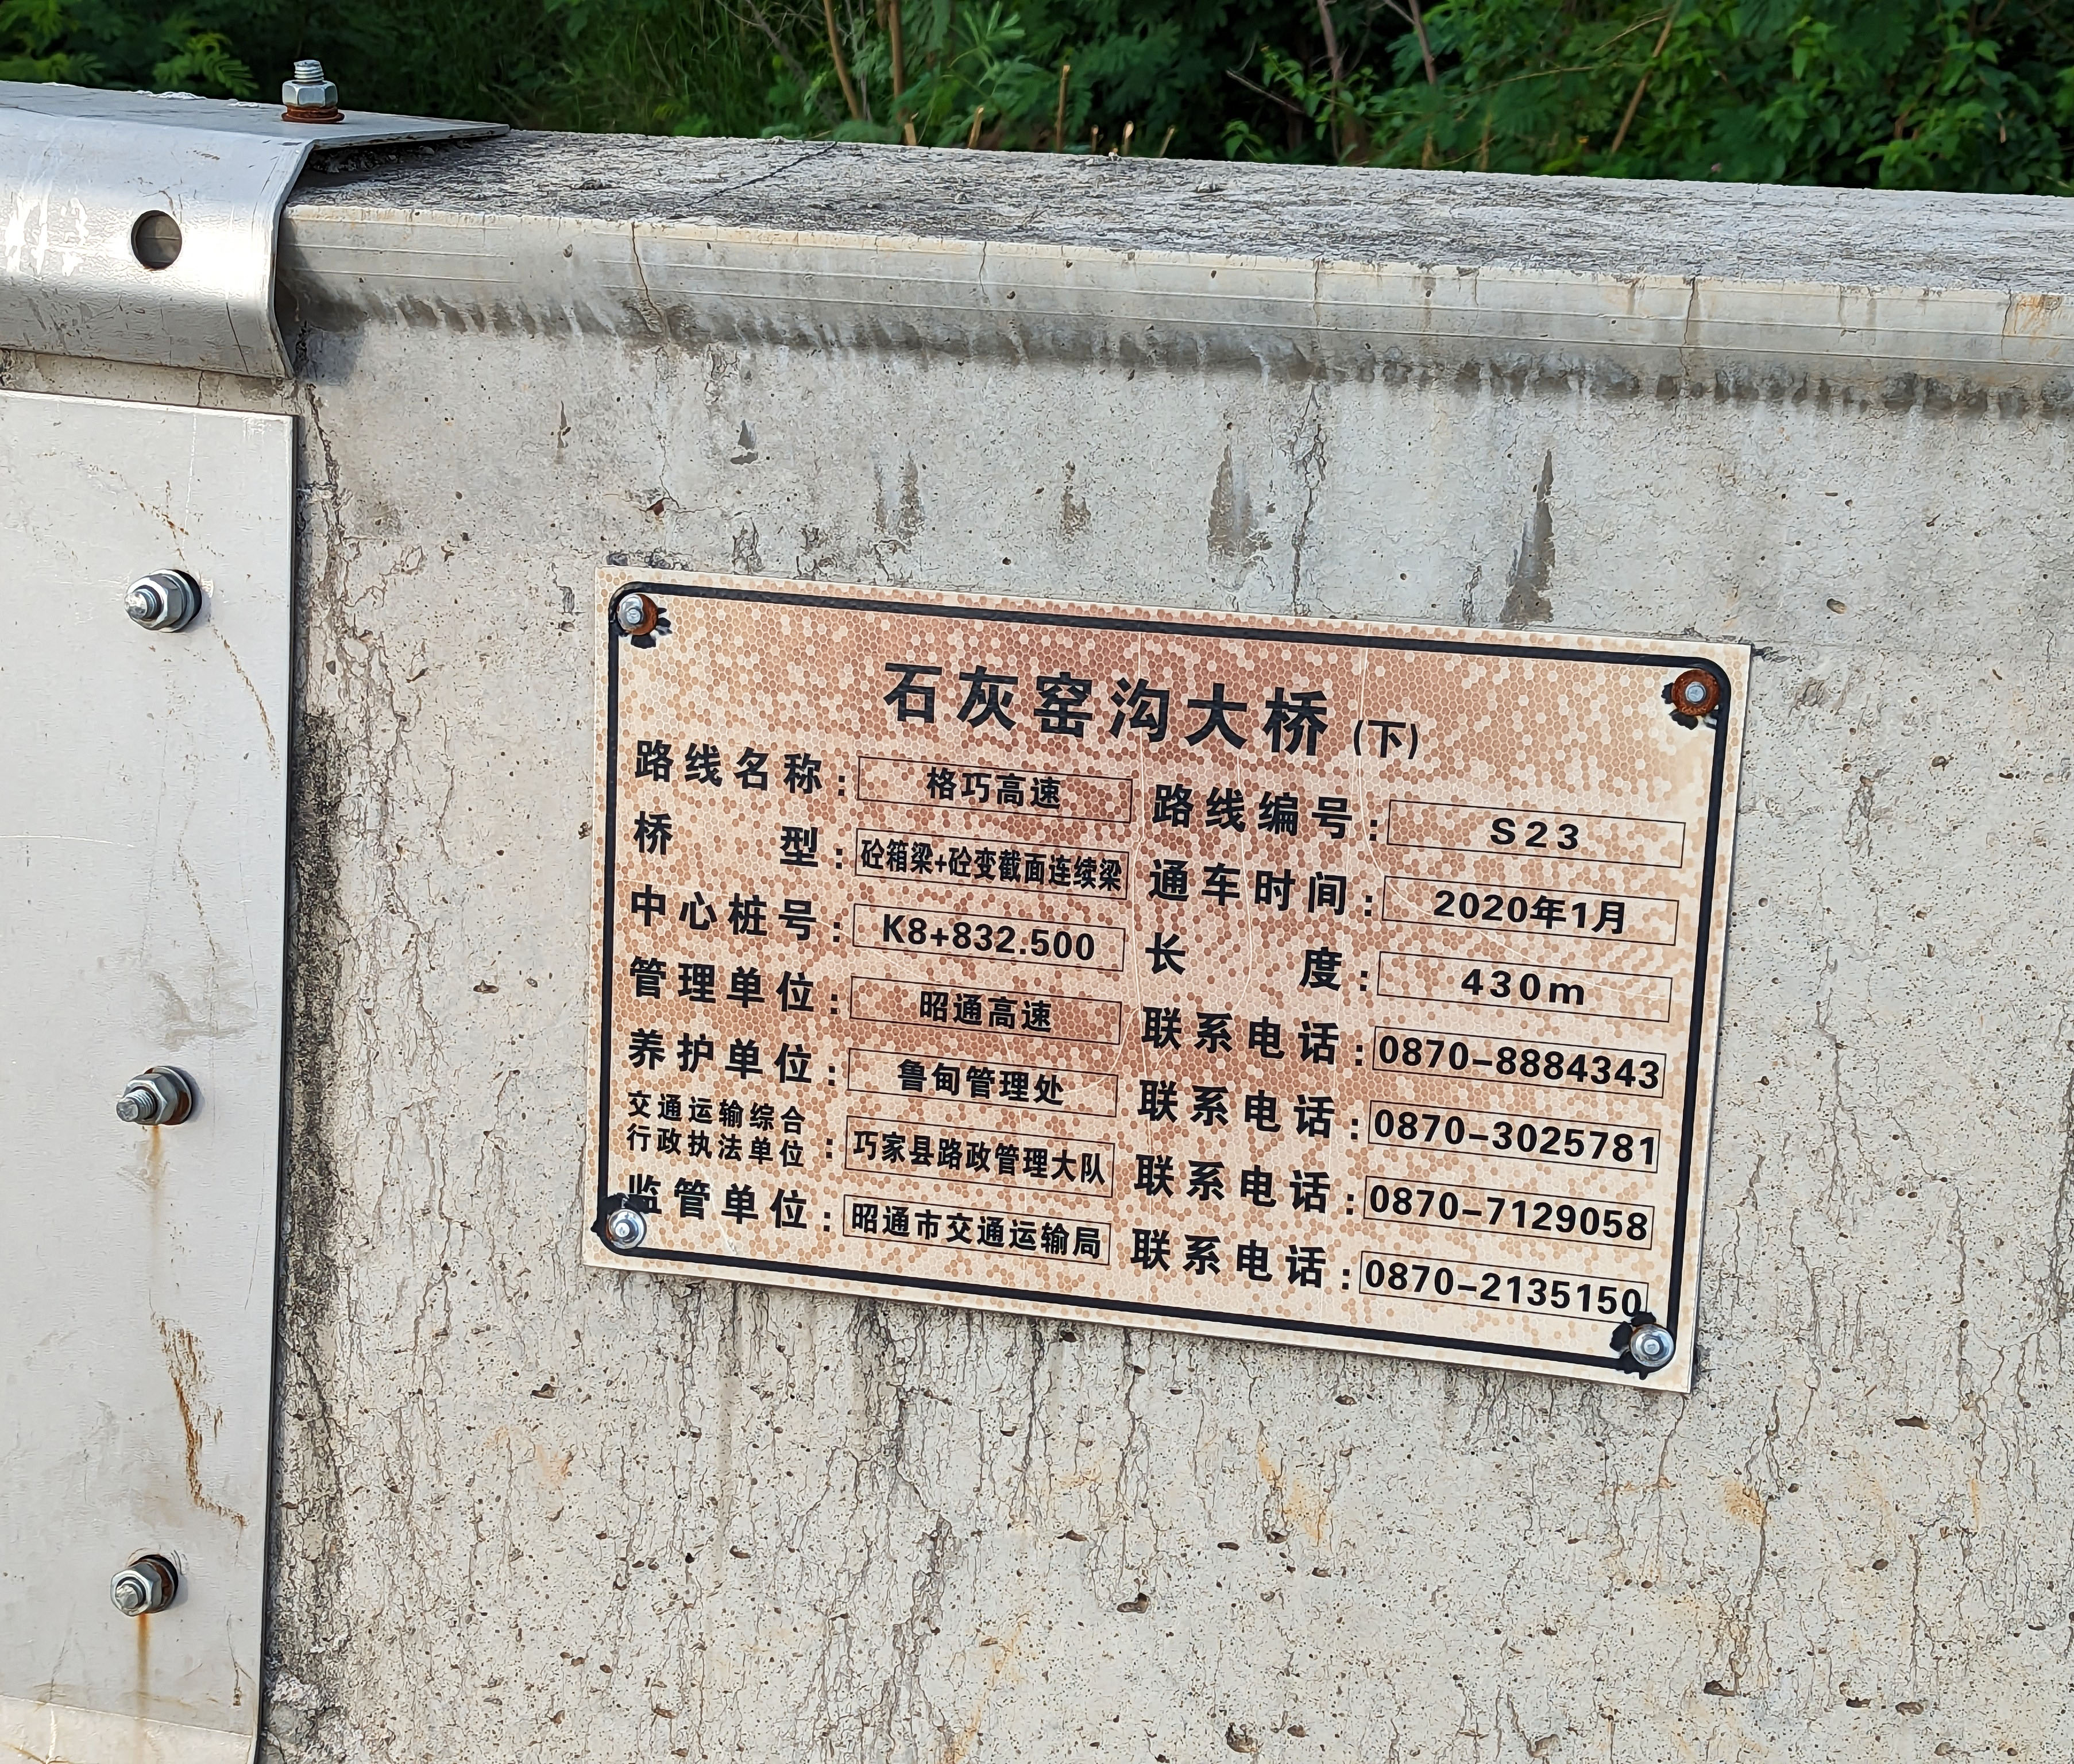 石灰窑沟大桥(下)
路线名称: 格巧高速 路线编号: S23
桥型: 砼箱梁+砼变截面连续梁 通车时间: 2020年1月
中心桩号: K8+832.500 长度: 430m
管理单位: 昭通高速 联系电话: 0870-8884343
养护单位: 鲁甸管理处 联系电话: 0870-3025781
交通运输综合
行政执法单位: 巧家县路政管理大队 联系电话: 0870-7129058
监管单位: 昭通市交通运输局 联系电话: 0870-2135150